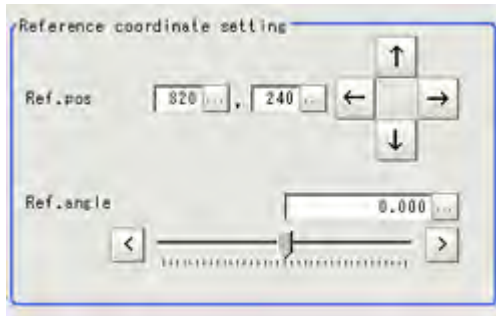 Reference coordinate setting
Ref.pos 320 ... , 240 ...
Ref.angle 0.000 ...